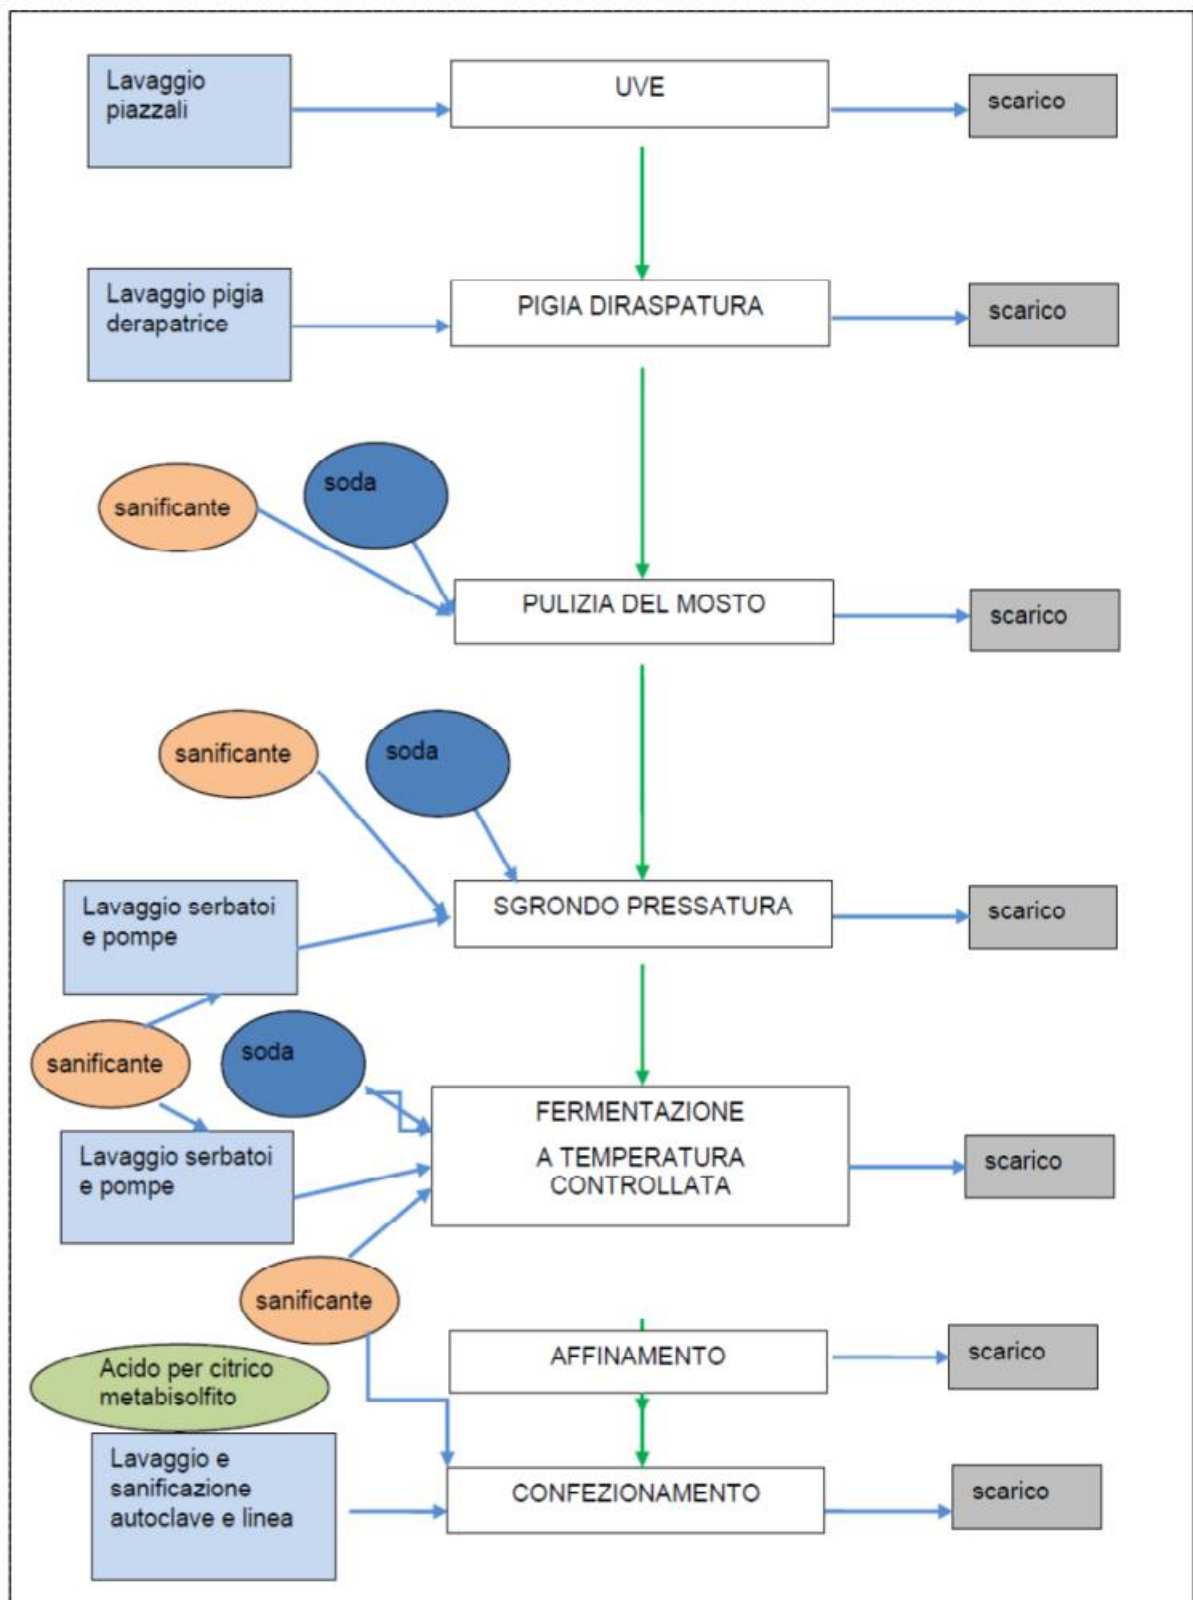 Lavaggio
piazzali
UVE
scarico
Lavaggio pigia
derapatrice
PIGIA DIRASPATURA
scarico
sanificante
soda
PULIZIA DEL MOSTO
scarico
sanificante
soda
Lavaggio serbatoi
e pompe
SGRONDO PRESSATURA
scarico
sanificante
soda
FERMENTAZIONE
A TEMPERATURA
CONTROLLATA
scarico
Lavaggio serbatoi
e pompe
sanificante
AFFINAMENTO
scarico
Acido per citrico
metabisolfito
Lavaggio e
sanificazione
autoclave e linea
CONFEZIONAMENTO
scarico